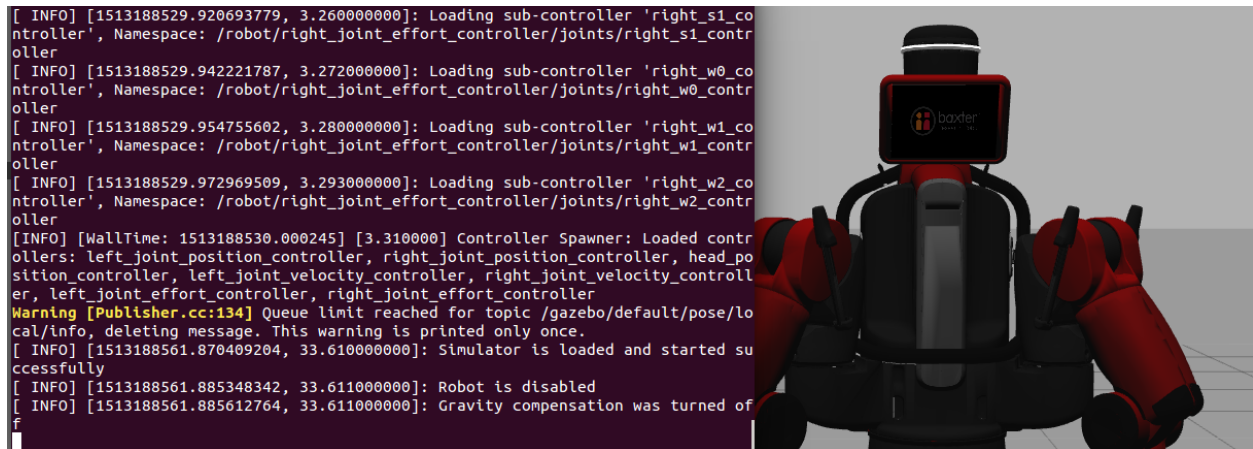 [ INFO] [1513188529.920693779, 3.260000000]: Loading sub-controller 'right_s1_co
ntroller', Namespace: /robot/right_joint_effort_controller/joints/right_s1_contr
oller
[ INFO] [1513188529.942221787, 3.272000000]: Loading sub-controller 'right_w0_co
ntroller', Namespace: /robot/right_joint_effort_controller/joints/right_w0_contr
oller
[ INFO] [1513188529.954755602, 3.280000000]: Loading sub-controller 'right_w1_co
ntroller', Namespace: /robot/right_joint_effort_controller/joints/right_w1_contr
oller
[ INFO] [1513188529.972969509, 3.293000000]: Loading sub-controller 'right_w2_co
ntroller', Namespace: /robot/right_joint_effort_controller/joints/right_w2_contr
oller
[INFO] [WallTime: 1513188530.000245] [3.310000] Controller Spawner: Loaded contr
ollers: left_joint_position_controller, right_joint_position_controller, head_po
sition_controller, left_joint_velocity_controller, right_joint_velocity_controll
er, left_joint_effort_controller, right_joint_effort_controller
Warning [Publisher.cc:134] Queue limit reached for topic /gazebo/default/pose/lo
cal/info, deleting message. This warning is printed only once.
[ INFO] [1513188561.870409204, 33.610000000]: Simulator is loaded and started su
ccessfully
[ INFO] [1513188561.885348342, 33.611000000]: Robot is disabled
[ INFO] [1513188561.885612764, 33.611000000]: Gravity compensation was turned of
f
baxter